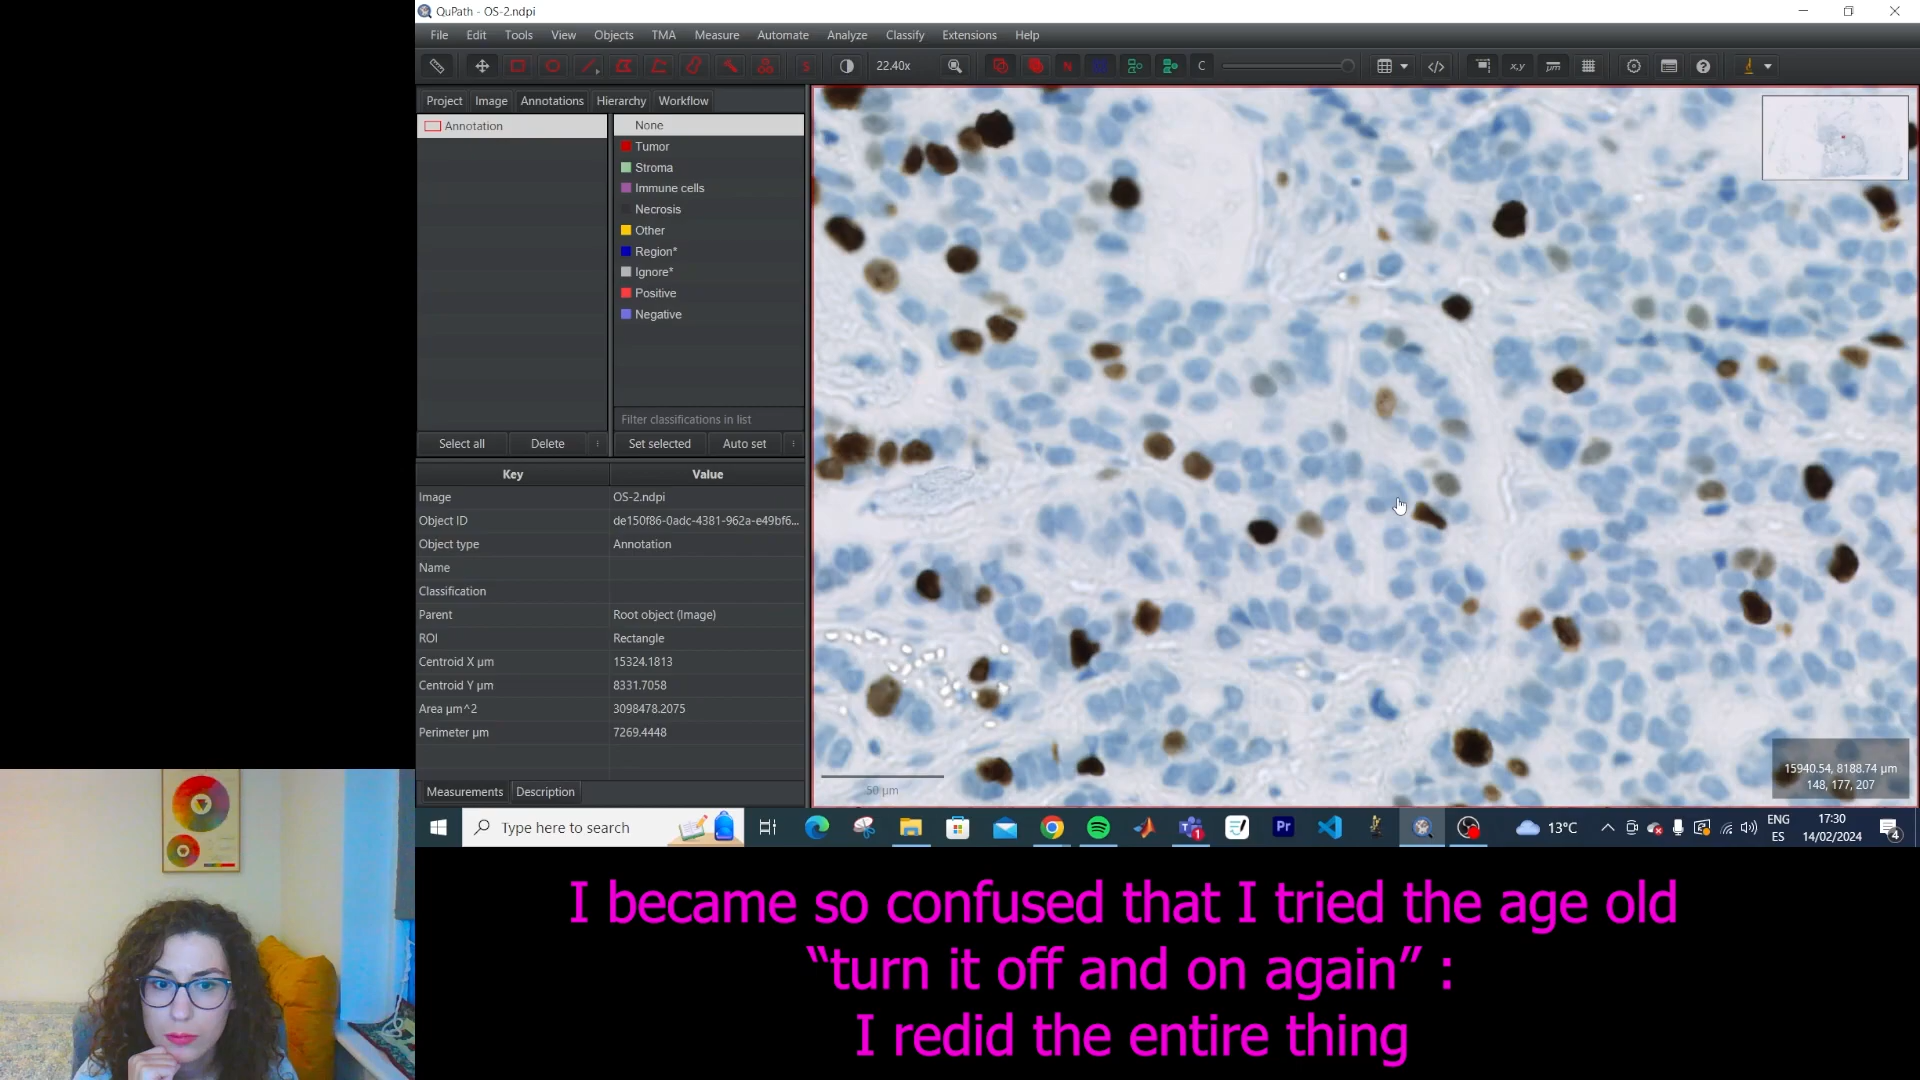 QuPath - OS-2.ndpi
File Edit Tools View Objects TMA Measure Automate Analyze Classify Extensions Help
S 22.40x N C x,y
Project Image Annotations Hierarchy Workflow
Annotation
None
Tumor
Stroma
Immune cells
Necrosis
Other
Region*
Ignore*
Positive
Negative
Filter classifications in list
Select all Delete Set selected Auto set
Key Value
Image OS-2.ndpi
Object ID de150f86-0adc-4381-962a-e49bf6...
Object type Annotation
Name
Classification
Parent Root object (Image)
ROI Rectangle
Centroid X µm 15324.1813
Centroid Y µm 8331.7058
Area µm^2 3098478.2075
Perimeter µm 7269.4448
Measurements Description
50 µm
15940.54, 8188.74 µm
148, 177, 207
Type here to search
Pr
13°C
ENG
ES
17:30
14/02/2024
4
I became so confused that I tried the age old
“turn it off and on again” :
I redid the entire thing